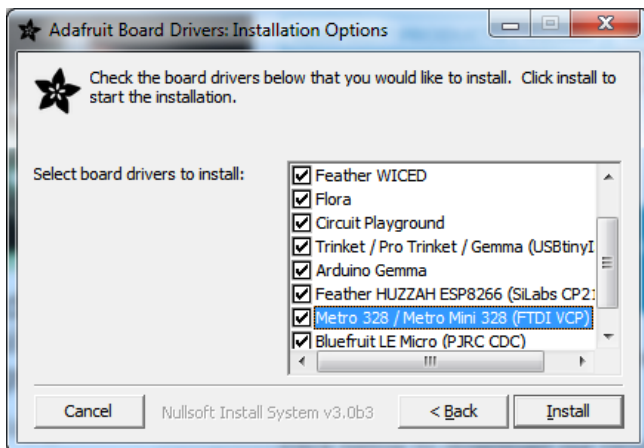 Adafruit Board Drivers: Installation Options
Check the board drivers below that you would like to install. Click install to
start the installation.
Select board drivers to install:
Feather WICED
Flora
Circuit Playground
Trinket / Pro Trinket / Gemma (USBtinyI
Arduino Gemma
Feather HUZZAH ESP8266 (SiLabs CP21
Metro 328 / Metro Mini 328 (FTDI VCP)
Bluefruit LE Micro (PJRC CDC)
Cancel
Nullsoft Install System v3.0b3
< Back
Install